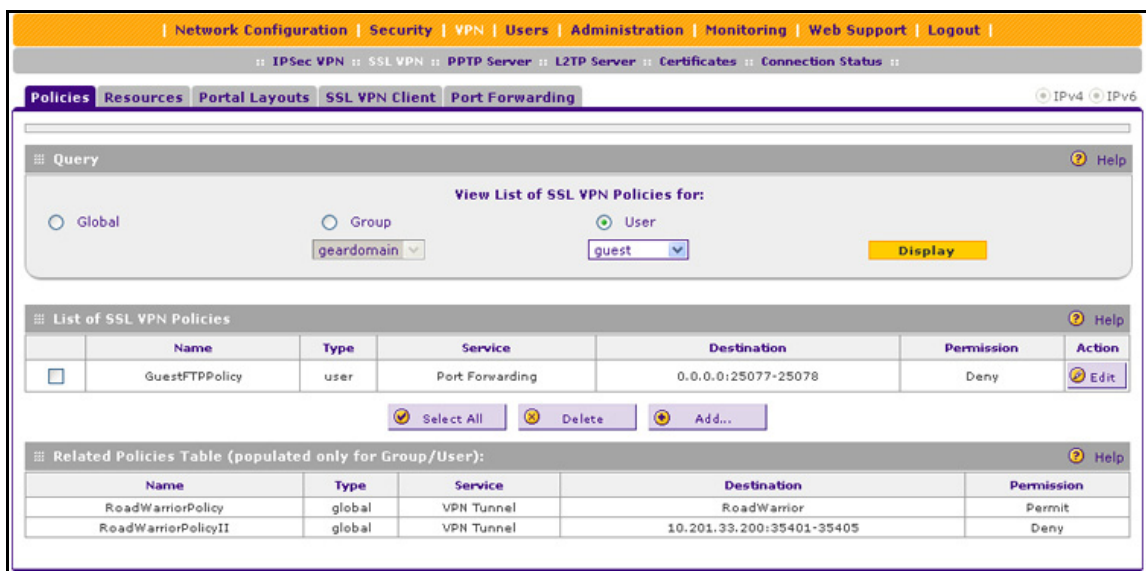 | Network Configuration | Security | VPN | Users | Administration | Monitoring | Web Support | Logout |
:: IPSec VPN :: SSL VPN :: PPTP Server :: L2TP Server :: Certificates :: Connection Status ::
Policies Resources Portal Layouts SSL VPN Client Port Forwarding IPv4 IPv6
Query Help
View List of SSL VPN Policies for:
Global Group User
geardomain guest Display
List of SSL VPN Policies Help
Name Type Service Destination Permission Action
GuestFTPPolicy user Port Forwarding 0.0.0.0:25077-25078 Deny Edit
Select All Delete Add...
Related Policies Table (populated only for Group/User): Help
Name Type Service Destination Permission
RoadWarriorPolicy global VPN Tunnel RoadWarrior Permit
RoadWarriorPolicyII global VPN Tunnel 10.201.33.200:35401-35405 Deny